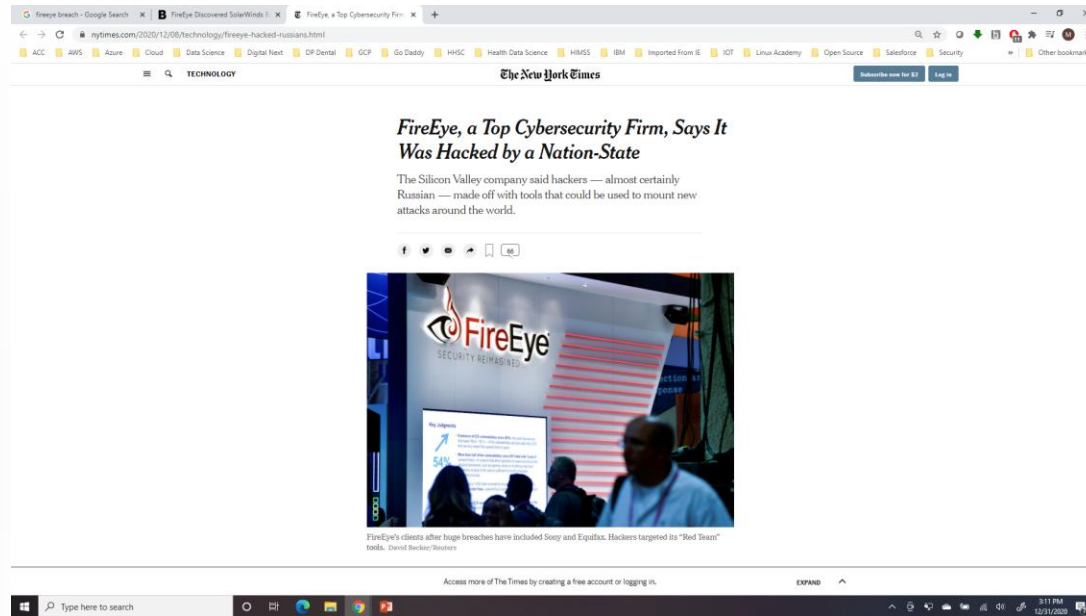 fireeye breach - Google Search
FireEye Discovered SolarWinds
FireEye, a Top Cybersecurity Firm
nytimes.com/2020/12/08/technology/fireeye-hacked-russians.html
ACC AWS Azure Cloud Data Science Digital Next DP Dental GCP Go Daddy HHSC Health Data Science HIMSS IBM Imported From IE IOT Linux Academy Open Source Salesforce Security » Other bookmarks
TECHNOLOGY The New York Times Subscribe now for $2 Log in
FireEye, a Top Cybersecurity Firm, Says It
Was Hacked by a Nation-State
The Silicon Valley company said hackers — almost certainly
Russian — made off with tools that could be used to mount new
attacks around the world.
66
FireEye
SECURITY REIMAGINED
Key Judgments
54%
FireEye's clients after huge breaches have included Sony and Equifax. Hackers targeted its “Red Team”
tools. David Becker/Reuters
Access more of The Times by creating a free account or logging in. EXPAND
Type here to search
3:11 PM
12/31/2020